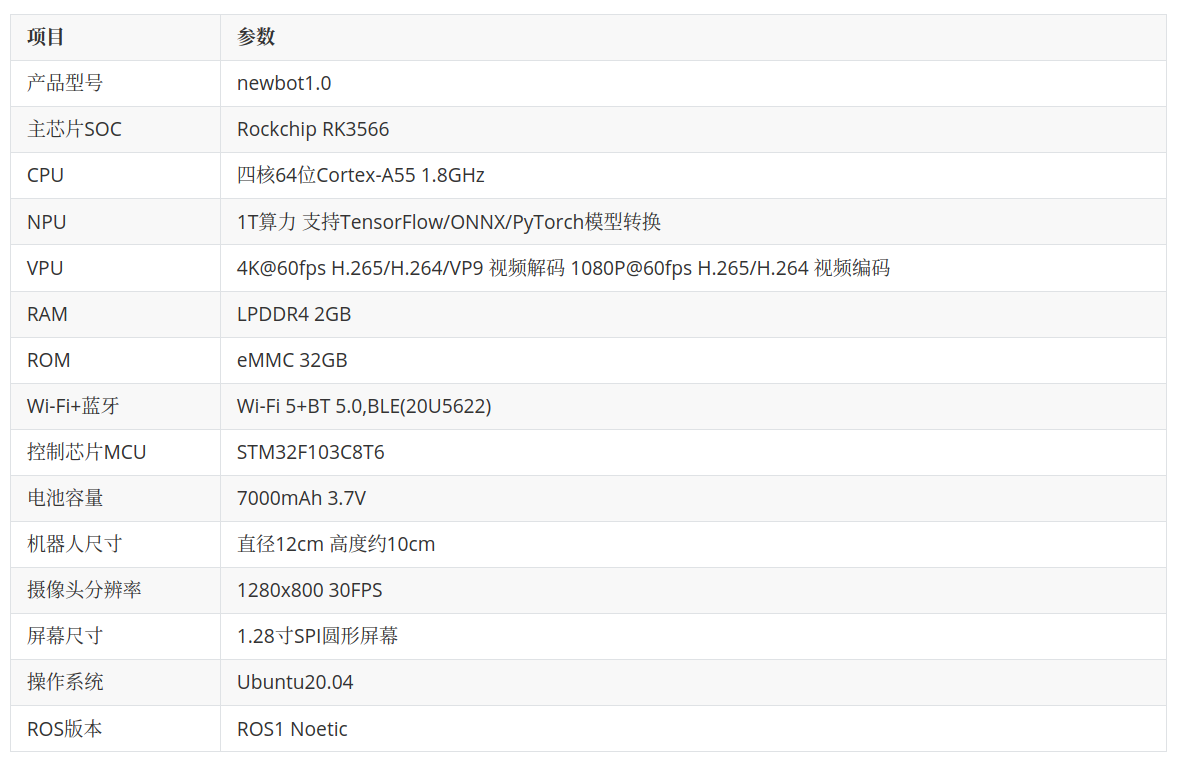 项目 参数
产品型号 newbot1.0
主芯片SOC Rockchip RK3566
CPU 四核64位Cortex-A55 1.8GHz
NPU 1T算力 支持TensorFlow/ONNX/PyTorch模型转换
VPU 4K@60fps H.265/H.264/VP9 视频解码 1080P@60fps H.265/H.264 视频编码
RAM LPDDR4 2GB
ROM eMMC 32GB
Wi-Fi+蓝牙 Wi-Fi 5+BT 5.0,BLE(20U5622)
控制芯片MCU STM32F103C8T6
电池容量 7000mAh 3.7V
机器人尺寸 直径12cm 高度约10cm
摄像头分辨率 1280x800 30FPS
屏幕尺寸 1.28寸SPI圆形屏幕
操作系统 Ubuntu20.04
ROS版本 ROS1 Noetic